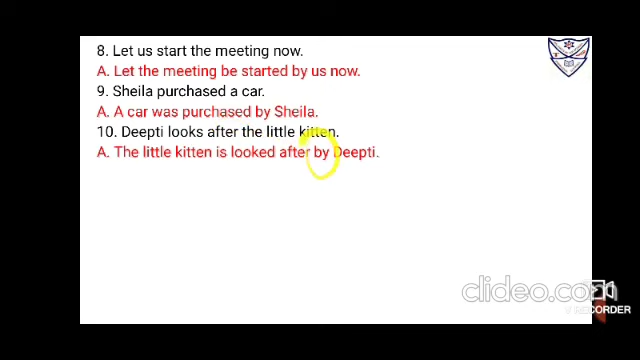 8. Let us start the meeting now.
A. Let the meeting be started by us now.
9. Sheila purchased a car.
A. A car was purchased by Sheila.
10. Deepti looks after the little kitten.
A. The little kitten is looked after by Deepti.
clideo.com
RECORDER